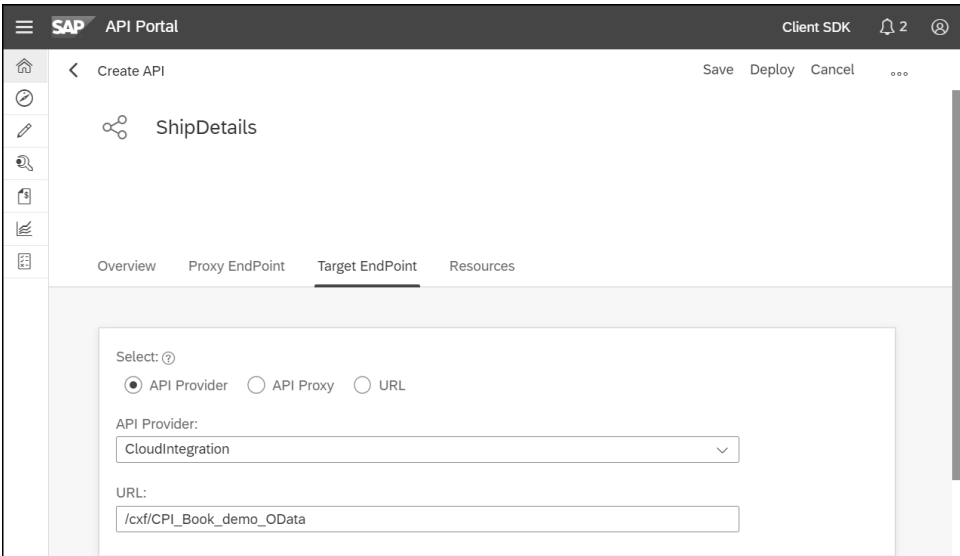 SAP API Portal Client SDK 2
Create API Save Deploy Cancel
ShipDetails
Overview Proxy EndPoint Target EndPoint Resources
Select:
API Provider API Proxy URL
API Provider:
CloudIntegration
URL:
/cxf/CPI_Book_demo_OData